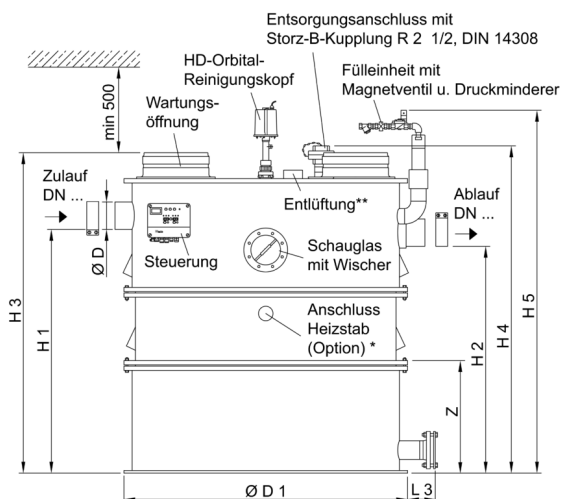 Entsorgungsanschluss mit
Storz-B-Kupplung R 2 1/2, DIN 14308
HD-Orbital-
Reinigungskopf
Fülleinheit mit
Magnetventil u. Druckminderer
min 500
Wartungs-
öffnung
Zulauf
DN ...
Ablauf
DN ...
Entlüftung**
Steuerung
Schauglas
mit Wischer
Anschluss
Heizstab
(Option) *
Ø D
H 3
H 1
H 2
H 4
H 5
Z
Ø D 1
L 3